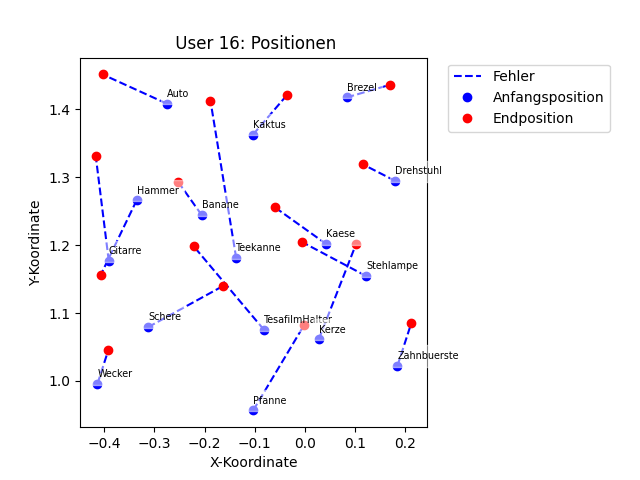 User 16: Positionen
Fehler
Anfangsposition
Endposition
Y-Koordinate
1.4
1.3
1.2
1.1
1.0
Auto
Brezel
Kaktus
Drehstuhl
Hammer
Banane
Kaese
Gitarre
Teekanne
Stehlampe
Schere
TesafilmHalter
Kerze
Zahnbuerste
Wecker
Pfanne
−0.4 −0.3 −0.2 −0.1 0.0 0.1 0.2
X-Koordinate